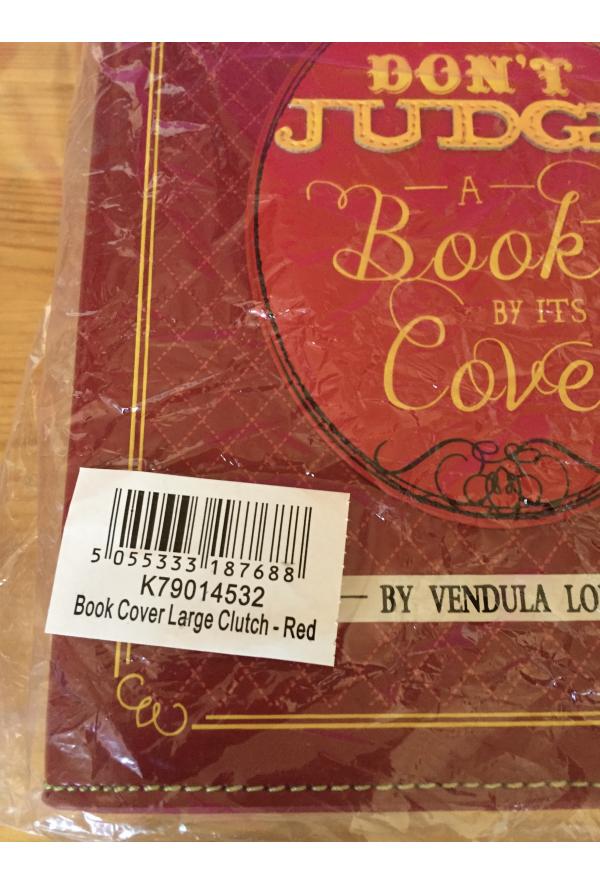 DON'T
JUDG
A
Book
BY ITS
Cove
5 055333 187688
K79014532
Book Cover Large Clutch - Red
BY VENDULA LO